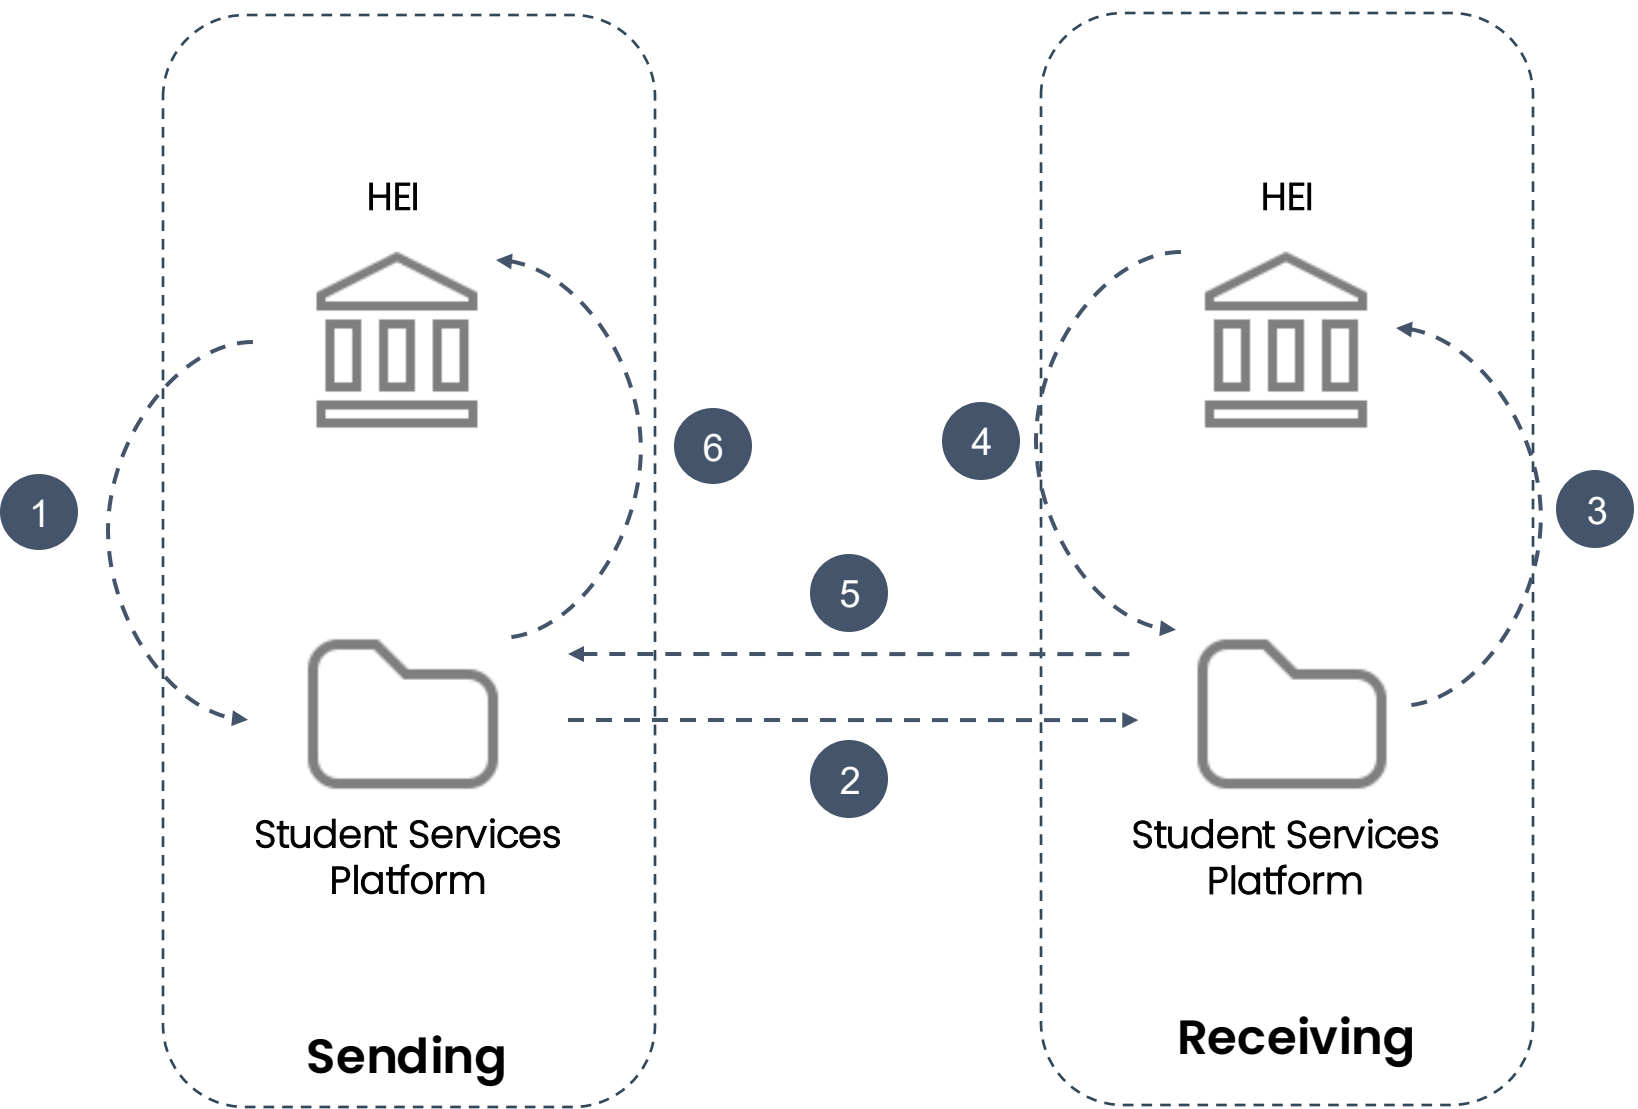 HEI
HEI
1
6
4
3
5
2
Student Services
Platform
Student Services
Platform
Sending
Receiving